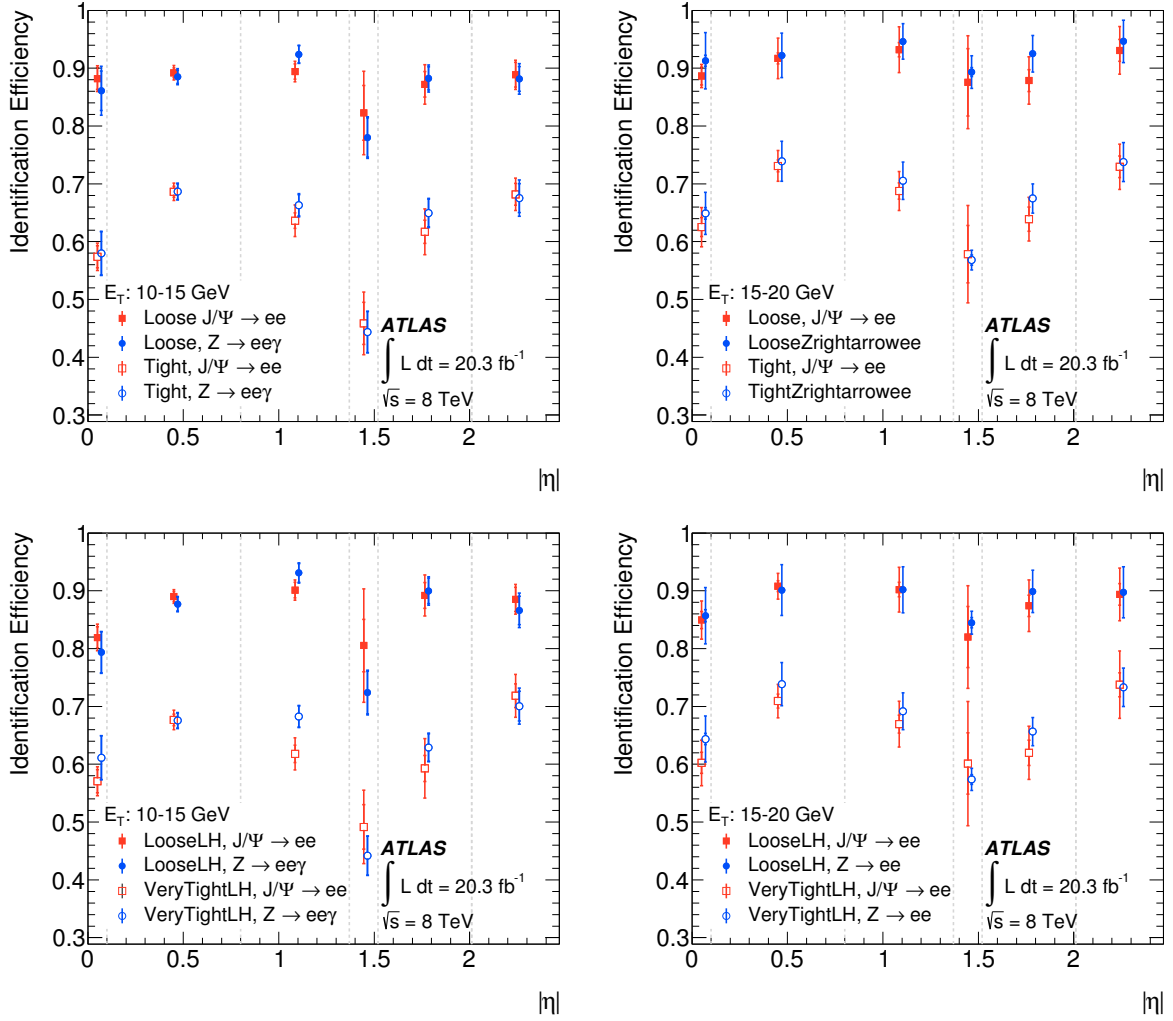 Identification Efficiency
1
0.9
0.8
0.7
0.6
0.5
0.4
0.3
E_T: 10-15 GeV
Loose J/Ψ → ee
Loose, Z → eeγ
Tight, J/Ψ → ee
Tight, Z → eeγ
ATLAS
∫ L dt = 20.3 fb⁻¹
√s = 8 TeV
0 0.5 1 1.5 2
|η|
Identification Efficiency
1
0.9
0.8
0.7
0.6
0.5
0.4
0.3
E_T: 15-20 GeV
Loose, J/Ψ → ee
LooseZrightarrowee
Tight, J/Ψ → ee
TightZrightarrowee
ATLAS
∫ L dt = 20.3 fb⁻¹
√s = 8 TeV
0 0.5 1 1.5 2
|η|
Identification Efficiency
1
0.9
0.8
0.7
0.6
0.5
0.4
0.3
E_T: 10-15 GeV
LooseLH, J/Ψ → ee
LooseLH, Z → eeγ
VeryTightLH, J/Ψ → ee
VeryTightLH, Z → eeγ
ATLAS
∫ L dt = 20.3 fb⁻¹
√s = 8 TeV
0 0.5 1 1.5 2
|η|
Identification Efficiency
1
0.9
0.8
0.7
0.6
0.5
0.4
0.3
E_T: 15-20 GeV
LooseLH, J/Ψ → ee
LooseLH, Z → ee
VeryTightLH, J/Ψ → ee
VeryTightLH, Z → ee
ATLAS
∫ L dt = 20.3 fb⁻¹
√s = 8 TeV
0 0.5 1 1.5 2
|η|